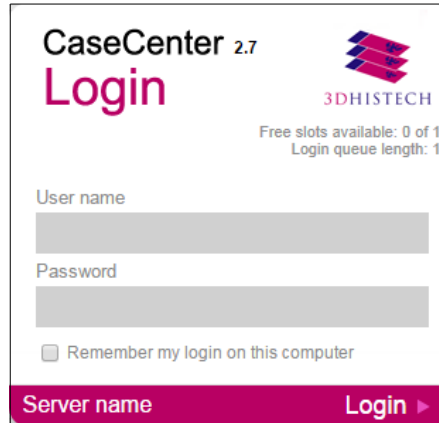 CaseCenter 2.7
Login
3DHISTECH
Free slots available: 0 of 1
Login queue length: 1
User name
Password
Remember my login on this computer
Server name
Login